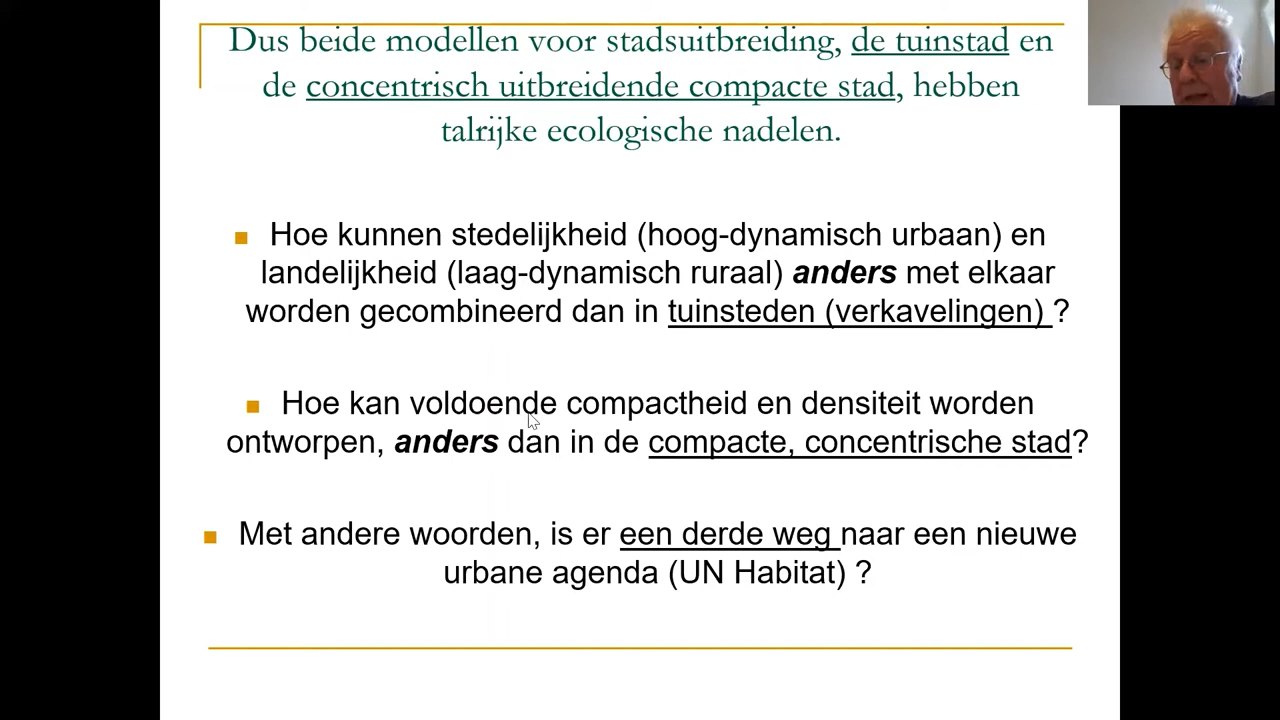 Dus beide modellen voor stadsuitbreiding, de tuinstad en
de concentrisch uitbreidende compacte stad, hebben
talrijke ecologische nadelen.
Hoe kunnen stedelijkheid (hoog-dynamisch urbaan) en
landelijkheid (laag-dynamisch ruraal) anders met elkaar
worden gecombineerd dan in tuinsteden (verkavelingen) ?
Hoe kan voldoende compactheid en densiteit worden
ontworpen, anders dan in de compacte, concentrische stad?
Met andere woorden, is er een derde weg naar een nieuwe
urbane agenda (UN Habitat) ?